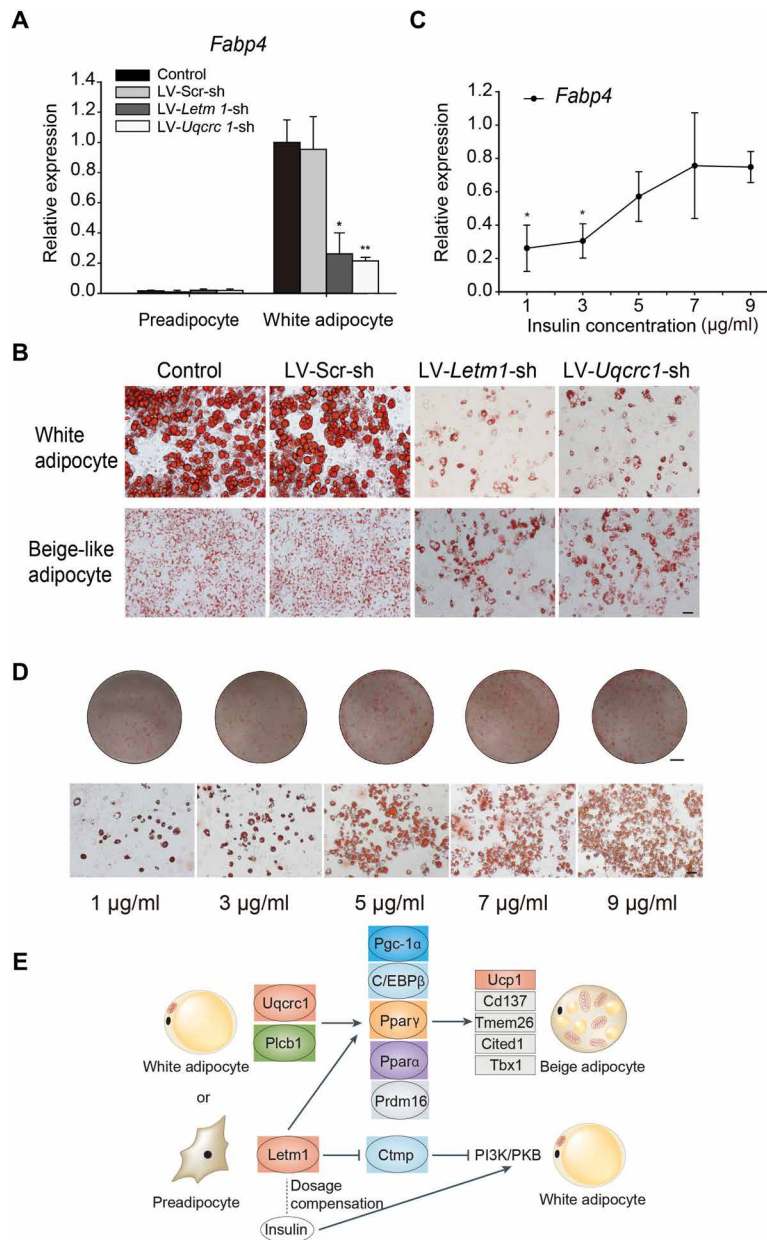 A
Fabp4
Control
LV-Scr-sh
LV-Letm 1-sh
LV-Uqcrc 1-sh
Relative expression
1.4
1.2
1.0
0.8
0.6
0.4
0.2
0.0
*
**
Preadipocyte White adipocyte
C
Fabp4
Relative expression
1.2
1.0
0.8
0.6
0.4
0.2
0.0
* *
1 3 5 7 9
Insulin concentration (µg/ml)
B
Control LV-Scr-sh LV-Letm1-sh LV-Uqcrc1-sh
White
adipocyte
Beige-like
adipocyte
D
1 µg/ml 3 µg/ml 5 µg/ml 7 µg/ml 9 µg/ml
E
White adipocyte
or
Preadipocyte
Uqcrc1
Plcb1
Pgc-1α
C/EBPβ
Pparγ
Pparα
Prdm16
Ucp1
Cd137
Tmem26
Cited1
Tbx1
Beige adipocyte
Letm1
Ctmp
PI3K/PKB
White adipocyte
Dosage
compensation
Insulin